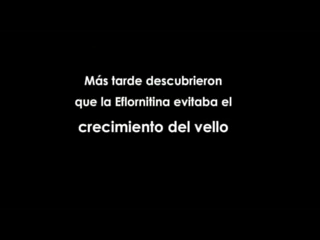 Más tarde descubrieron
que la Eflornitina evitaba el
crecimiento del vello